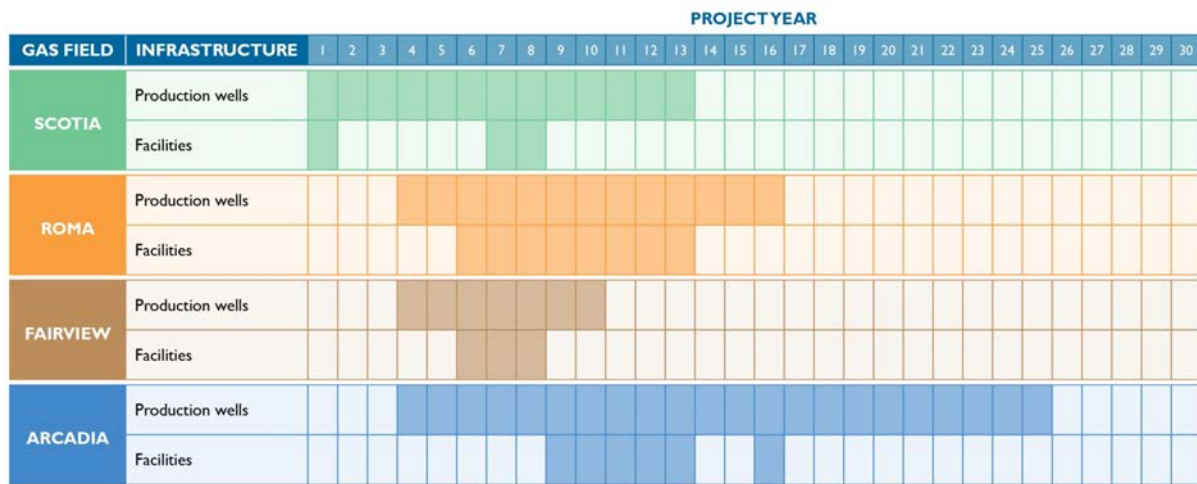 PROJECT YEAR
GAS FIELD INFRASTRUCTURE 1 2 3 4 5 6 7 8 9 10 11 12 13 14 15 16 17 18 19 20 21 22 23 24 25 26 27 28 29 30
SCOTIA
Production wells
Facilities
ROMA
Production wells
Facilities
FAIRVIEW
Production wells
Facilities
ARCADIA
Production wells
Facilities